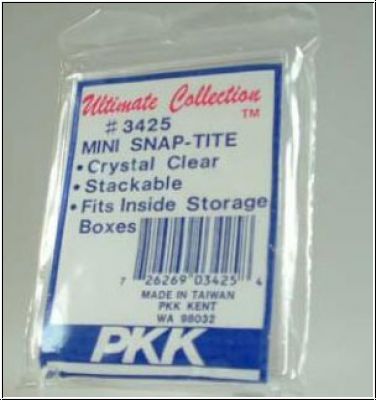 Ultimate Collection
TM
# 3425
MINI SNAP-TITE
• Crystal Clear
• Stackable
• Fits Inside Storage
Boxes
7 26269 03425 4
MADE IN TAIWAN
PKK KENT
WA 98032
PKK